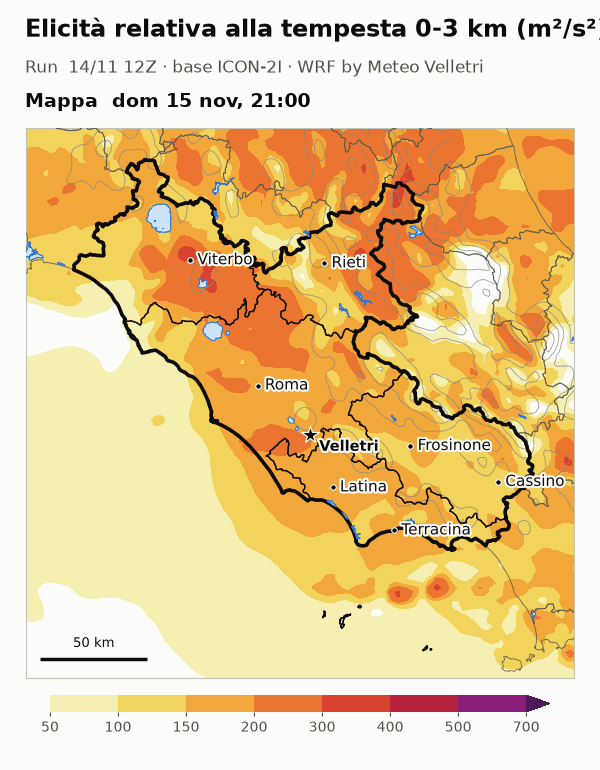 Elicità relativa alla tempesta 0-3 km (m²/s²)
Run  14/11 12Z · base ICON-2I · WRF by Meteo Velletri
Mappa  dom 15 nov, 21:00
Viterbo
Rieti
Roma
Velletri
Frosinone
Cassino
Latina
Terracina
50 km
50 100 150 200 300 400 500 700